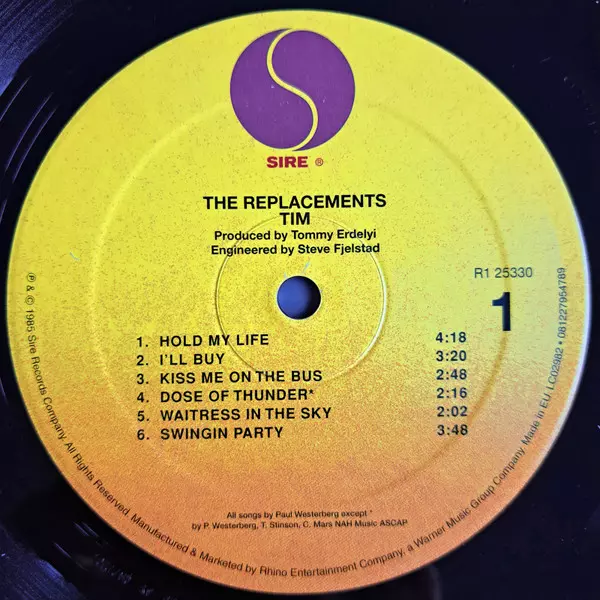 SIRE ®
THE REPLACEMENTS
TIM
Produced by Tommy Erdelyi
Engineered by Steve Fjelstad
R1 25330
1
1. HOLD MY LIFE 4:18
2. I'LL BUY 3:20
3. KISS ME ON THE BUS 2:48
4. DOSE OF THUNDER* 2:16
5. WAITRESS IN THE SKY 2:02
6. SWINGIN PARTY 3:48
All songs by Paul Westerberg except *
by P. Westerberg, T. Stinson, C. Mars NAH Music ASCAP
℗ & © 1985 Sire Records Company. All Rights Reserved. Manufactured & Marketed by Rhino Entertainment Company, a Warner Music Group Company. Made in EU. LC02982 • 081227954789